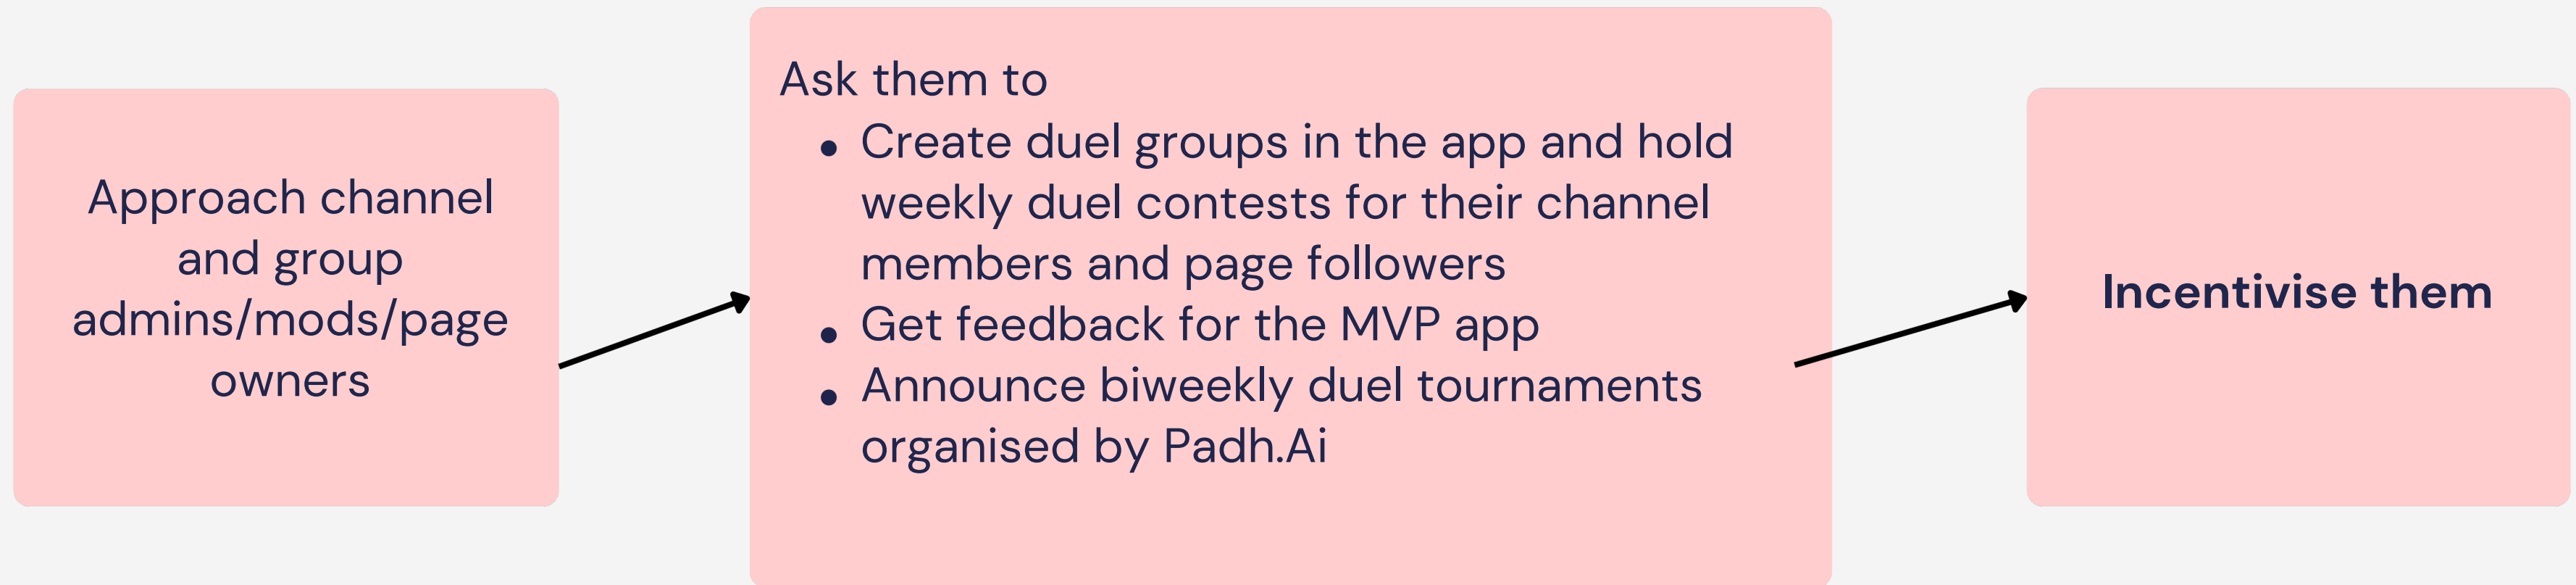 Approach channel
and group
admins/mods/page
owners
Ask them to
• Create duel groups in the app and hold
weekly duel contests for their channel
members and page followers
• Get feedback for the MVP app
• Announce biweekly duel tournaments
organised by Padh.Ai
Incentivise them